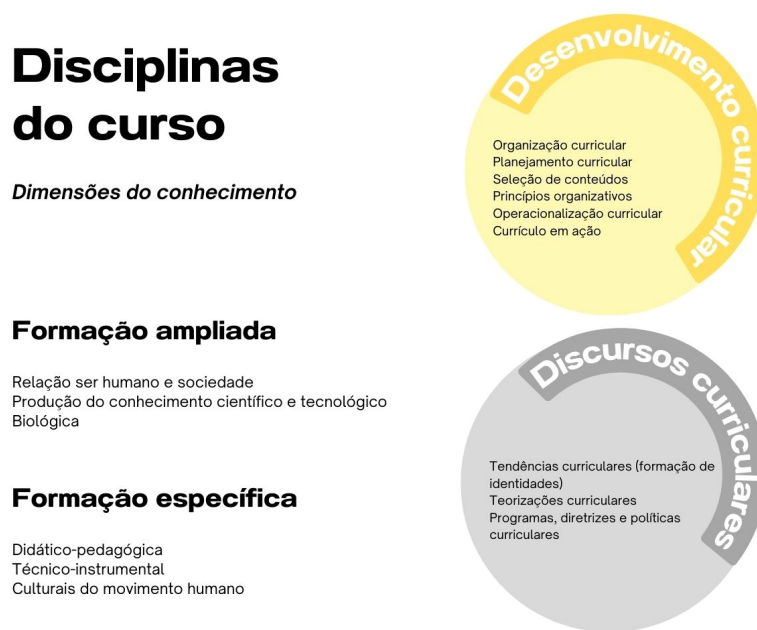 Disciplinas
do curso
Dimensões do conhecimento
Formação ampliada
Relação ser humano e sociedade
Produção do conhecimento científico e tecnológico
Biológica
Formação específica
Didático-pedagógica
Técnico-instrumental
Culturais do movimento humano
Desenvolvimento curricular
Organização curricular
Planejamento curricular
Seleção de conteúdos
Princípios organizativos
Operacionalização curricular
Currículo em ação
Discursos curriculares
Tendências curriculares (formação de
identidades)
Teorizações curriculares
Programas, diretrizes e políticas
curriculares